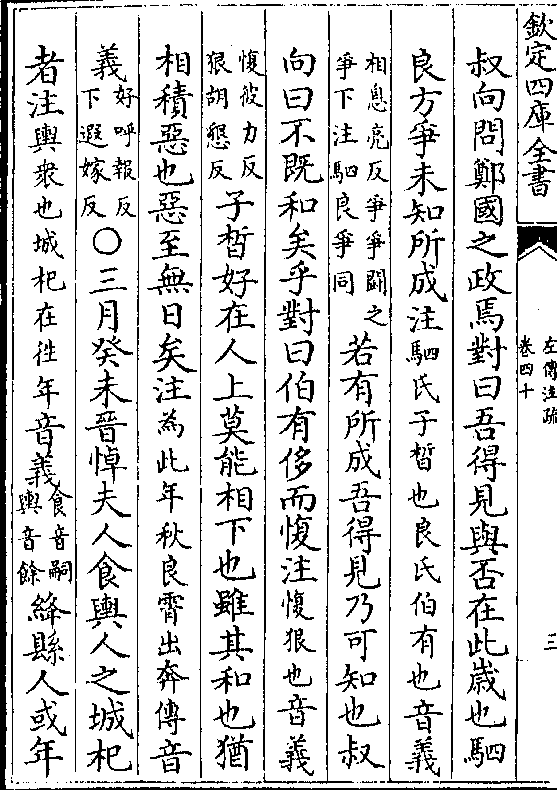 欽定四庫全書
左傳注疏
卷四十
三
叔向問鄭國之政焉對曰吾得見與否在此歲也駟
良方爭未知所成注駟氏子晳也良氏伯有也音義
相息亮反爭爭鬭之
爭下注駟良爭同
若有所成吾得見乃可知也叔
向曰不既和矣乎對曰伯有侈而愎注愎狠也音義
愎彼力反
狠胡懇反
子晳好在人上莫能相下也雖其和也猶
相積惡也惡至無日矣注為此年秋良霄出奔傳音
義
好呼報反
下遐嫁反
○三月癸未晉悼夫人食輿人之城杞
者注輿衆也城杞在徃年音義
食音嗣
輿音餘
絳縣人或年